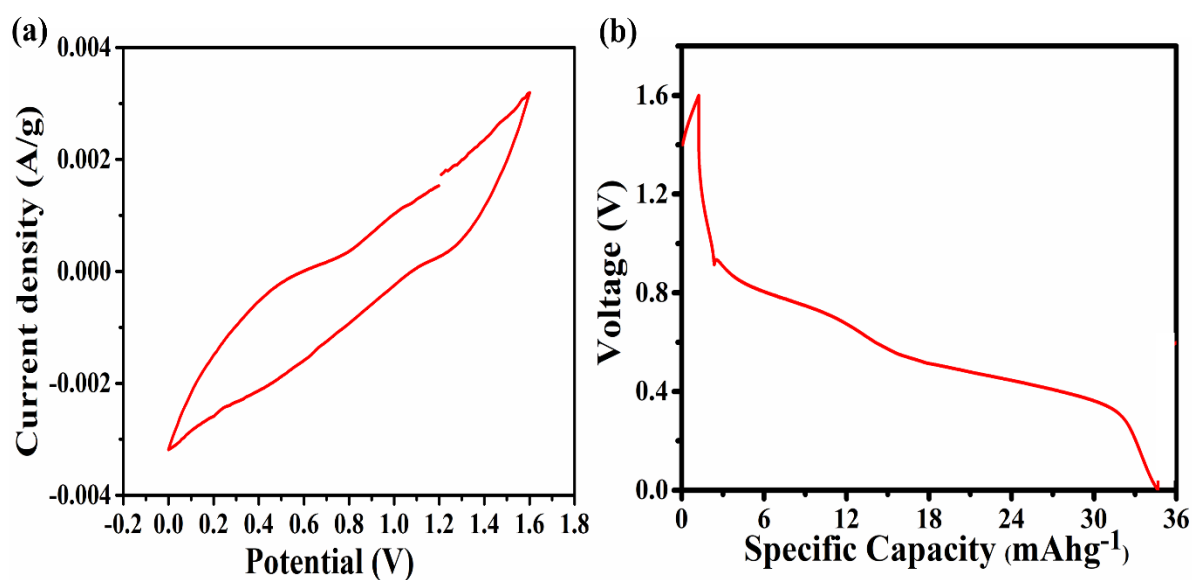 (a)
0.004
0.002
0.000
-0.002
-0.004
Current density (A/g)
-0.2 0.0 0.2 0.4 0.6 0.8 1.0 1.2 1.4 1.6 1.8
Potential (V)
(b)
1.6
1.2
0.8
0.4
0.0
Voltage (V)
0 6 12 18 24 30 36
Specific Capacity (mAhg⁻¹)